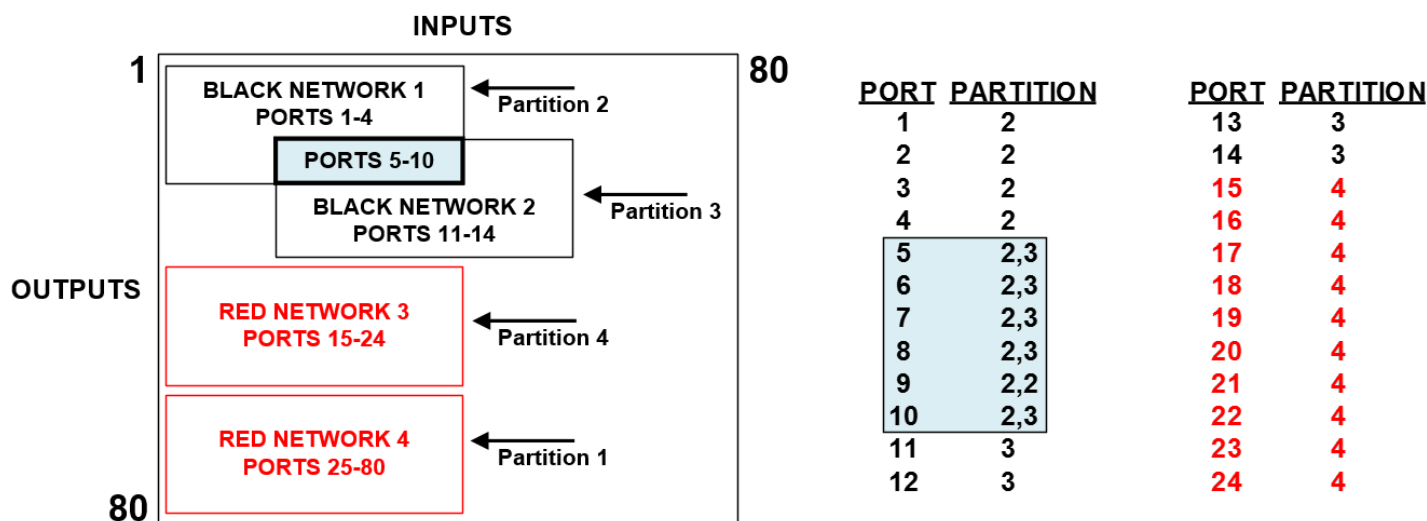 INPUTS
1
80
BLACK NETWORK 1
PORTS 1-4
Partition 2
PORTS 5-10
BLACK NETWORK 2
PORTS 11-14
Partition 3
OUTPUTS
RED NETWORK 3
PORTS 15-24
Partition 4
RED NETWORK 4
PORTS 25-80
Partition 1
80
PORT PARTITION
1 2
2 2
3 2
4 2
5 2,3
6 2,3
7 2,3
8 2,3
9 2,2
10 2,3
11 3
12 3
PORT PARTITION
13 3
14 3
15 4
16 4
17 4
18 4
19 4
20 4
21 4
22 4
23 4
24 4